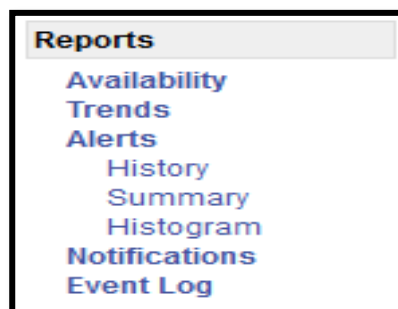 Reports
Availability
Trends
Alerts
History
Summary
Histogram
Notifications
Event Log